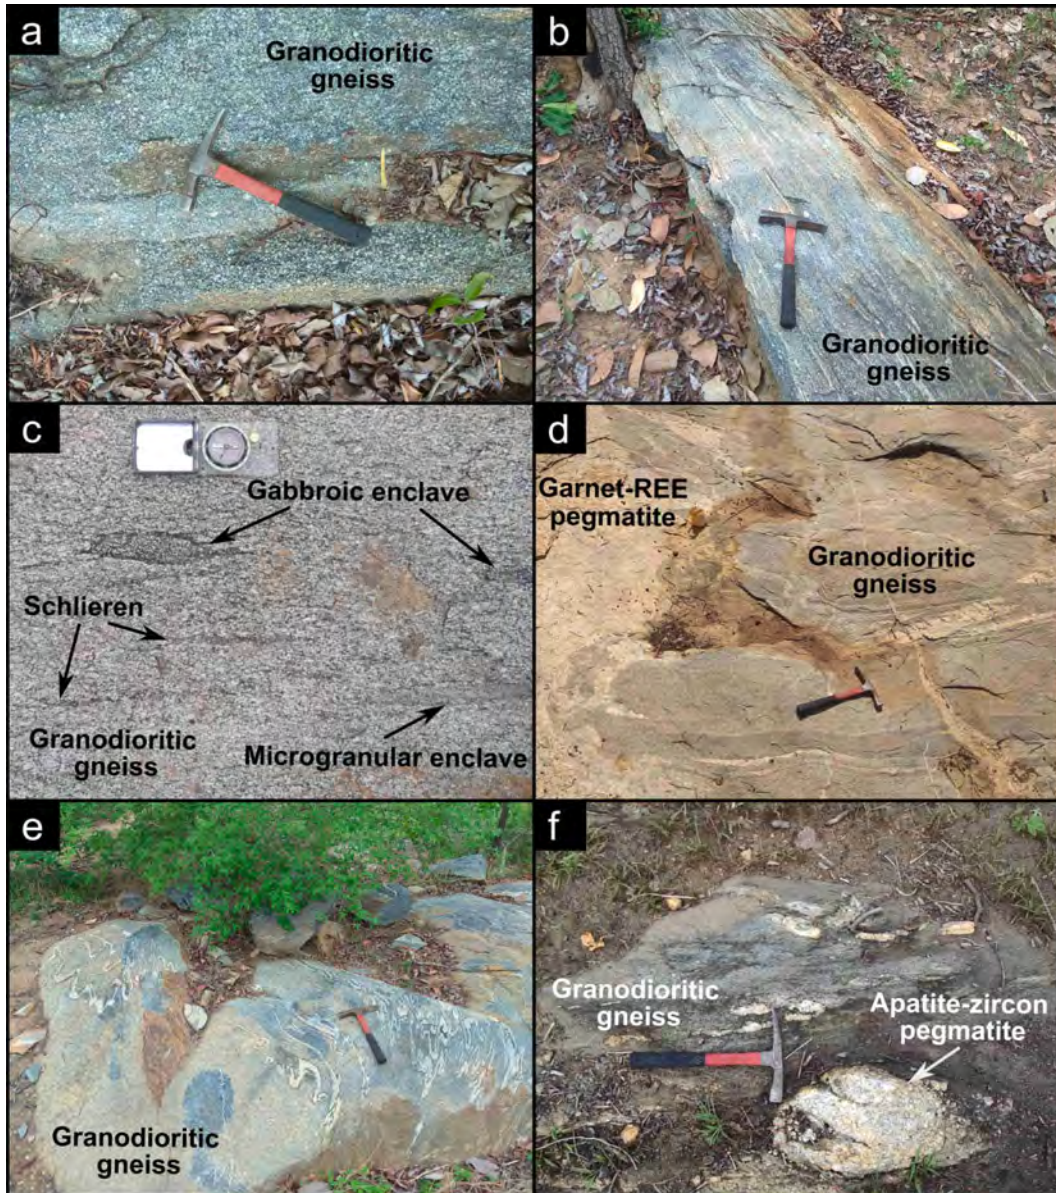 a
Granodioritic
gneiss
b
Granodioritic
gneiss
c
Gabbroic enclave
Schlieren
Granodioritic
gneiss
Microgranular enclave
d
Garnet-REE
pegmatite
Granodioritic
gneiss
e
Granodioritic
gneiss
f
Granodioritic
gneiss
Apatite-zircon
pegmatite